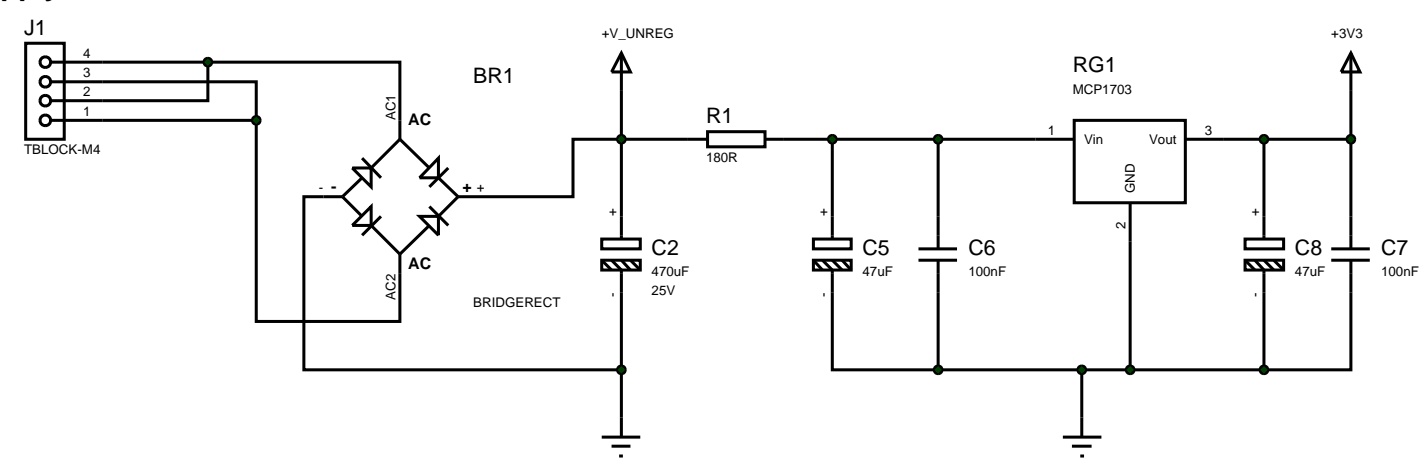 J1
4
3
2
1
TBLOCK-M4
BR1
AC1
AC
- -
+ +
AC
AC2
BRIDGERECT
+V_UNREG
+
C2
470uF
25V
-
R1
180R
+
C5
47uF
-
C6
100nF
RG1
MCP1703
1
Vin
Vout
3
GND
2
+3V3
+
C8
47uF
-
C7
100nF